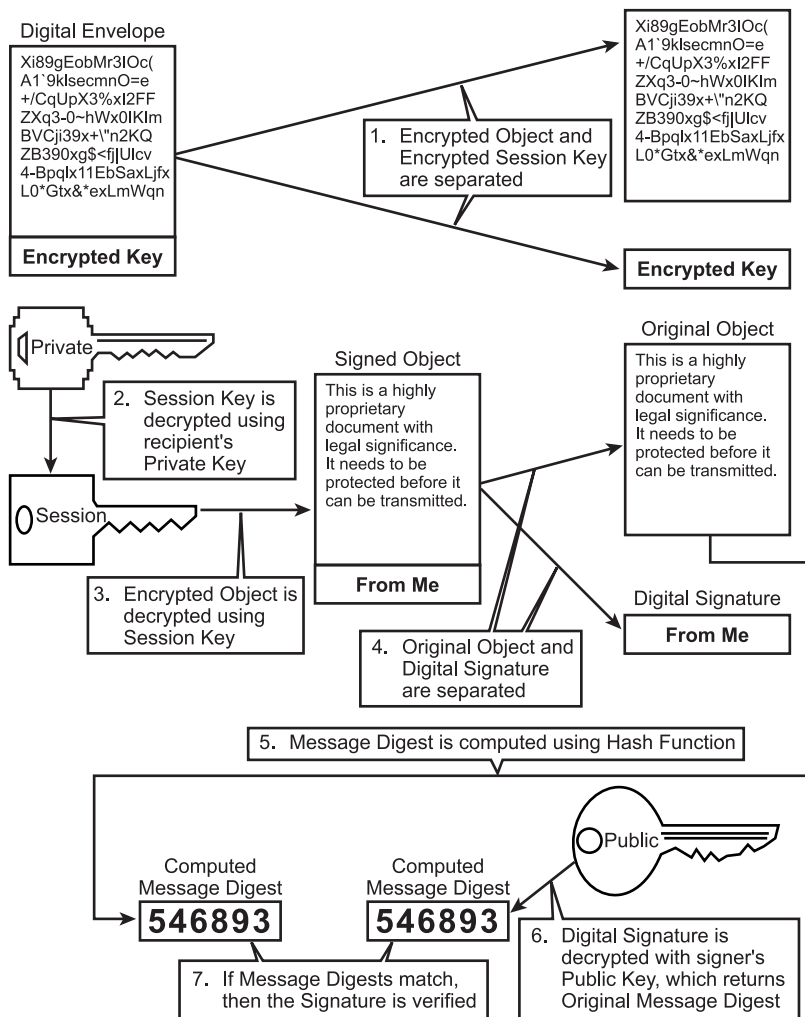 Digital Envelope
Xi89gEobMr3IOc(
A1`9klsecmnO=e
+/CqUpX3%xI2FF
ZXq3-0~hWx0IKIm
BVCji39x+\"n2KQ
ZB390xg$<fj|UIcv
4-Bpqlx11EbSaxLjfx
L0*Gtx&*exLmWqn
Encrypted Key
1. Encrypted Object and
Encrypted Session Key
are separated
Xi89gEobMr3IOc(
A1`9klsecmnO=e
+/CqUpX3%xI2FF
ZXq3-0~hWx0IKIm
BVCji39x+\"n2KQ
ZB390xg$<fj|UIcv
4-Bpqlx11EbSaxLjfx
L0*Gtx&*exLmWqn
Encrypted Key
Private
2. Session Key is
decrypted using
recipient's
Private Key
Session
3. Encrypted Object is
decrypted using
Session Key
Signed Object
This is a highly
proprietary
document with
legal significance.
It needs to be
protected before it
can be transmitted.
From Me
4. Original Object and
Digital Signature
are separated
Original Object
This is a highly
proprietary
document with
legal significance.
It needs to be
protected before it
can be transmitted.
Digital Signature
From Me
5. Message Digest is computed using Hash Function
Public
Computed
Message Digest
546893
Computed
Message Digest
546893
6. Digital Signature is
decrypted with signer's
Public Key, which returns
Original Message Digest
7. If Message Digests match,
then the Signature is verified